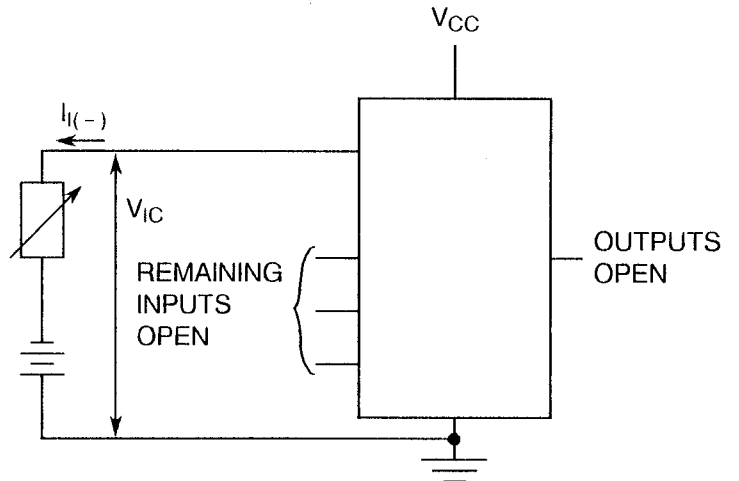 VCC
II(-)
VIC
REMAINING
INPUTS
OPEN
OUTPUTS
OPEN